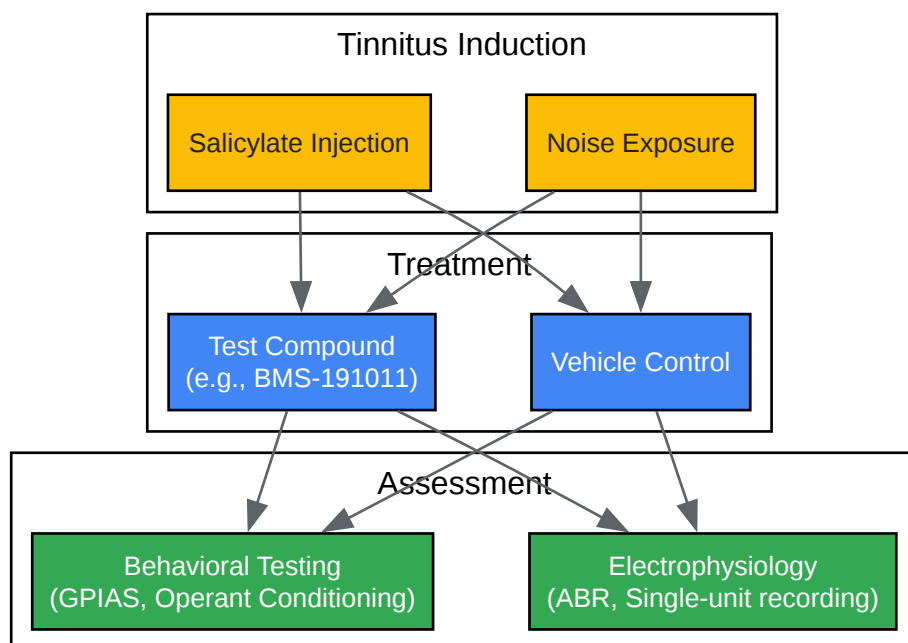 Tinnitus Induction
Salicylate Injection
Noise Exposure
Treatment
Test Compound
(e.g., BMS-191011)
Vehicle Control
Assessment
Behavioral Testing
(GPIAS, Operant Conditioning)
Electrophysiology
(ABR, Single-unit recording)